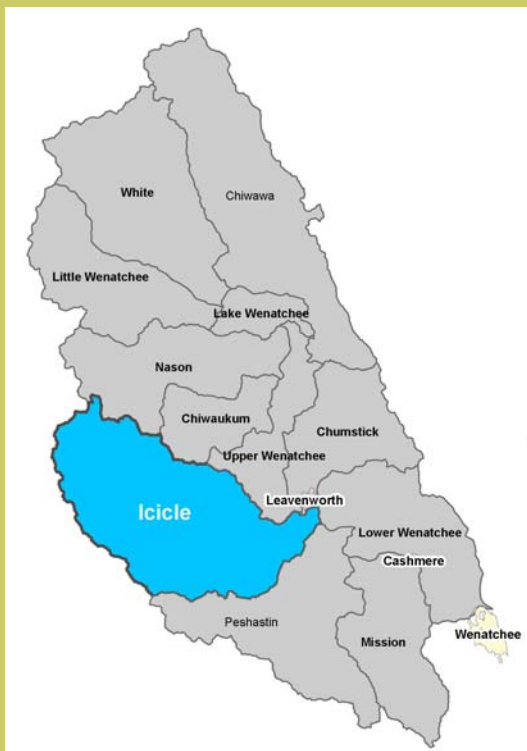 White
Chiwawa
Little Wenatchee
Lake Wenatchee
Nason
Chiwaukum
Chumstick
Upper Wenatchee
Leavenworth
Icicle
Lower Wenatchee
Cashmere
Peshastin
Mission
Wenatchee